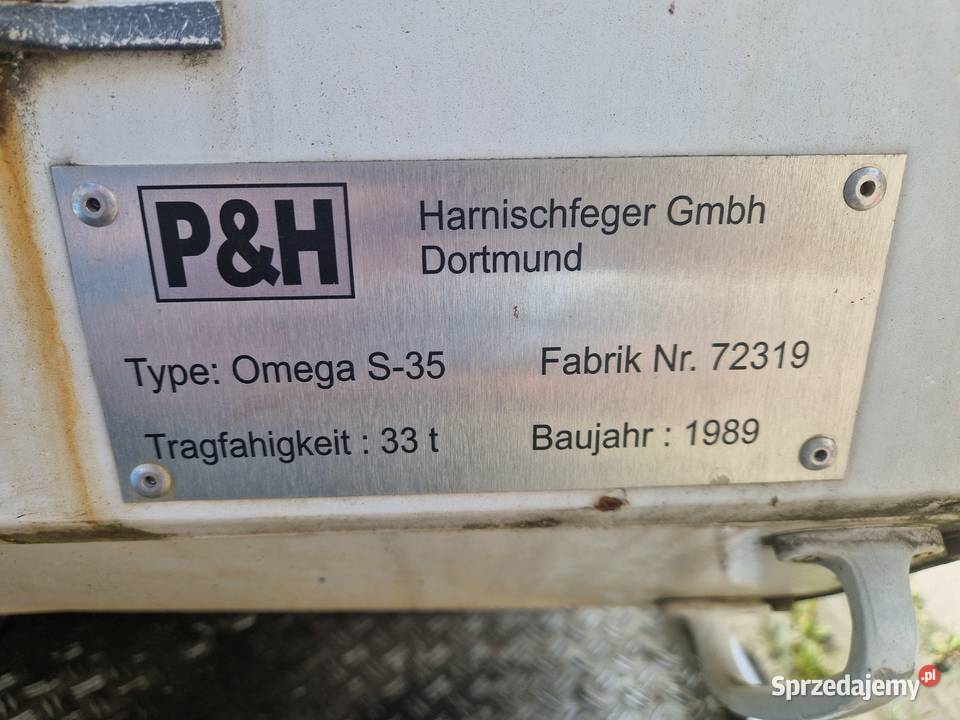 P&H
Harnischfeger Gmbh
Dortmund
Type: Omega S-35
Fabrik Nr. 72319
Tragfahigkeit : 33 t
Baujahr : 1989
Sprzedajemy.pl